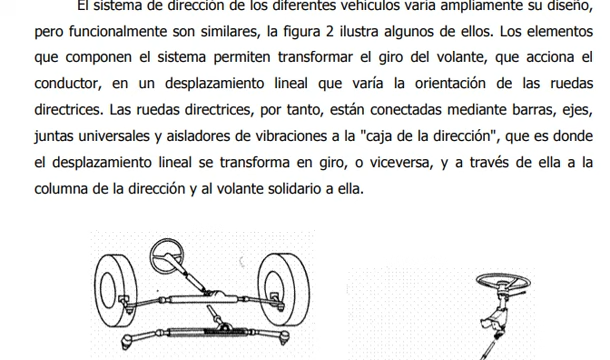 El sistema de dirección de los diferentes vehículos varía ampliamente su diseño,
pero funcionalmente son similares, la figura 2 ilustra algunos de ellos. Los elementos
que componen el sistema permiten transformar el giro del volante, que acciona el
conductor, en un desplazamiento lineal que varía la orientación de las ruedas
directrices. Las ruedas directrices, por tanto, están conectadas mediante barras, ejes,
juntas universales y aisladores de vibraciones a la "caja de la dirección", que es donde
el desplazamiento lineal se transforma en giro, o viceversa, y a través de ella a la
columna de la dirección y al volante solidario a ella.